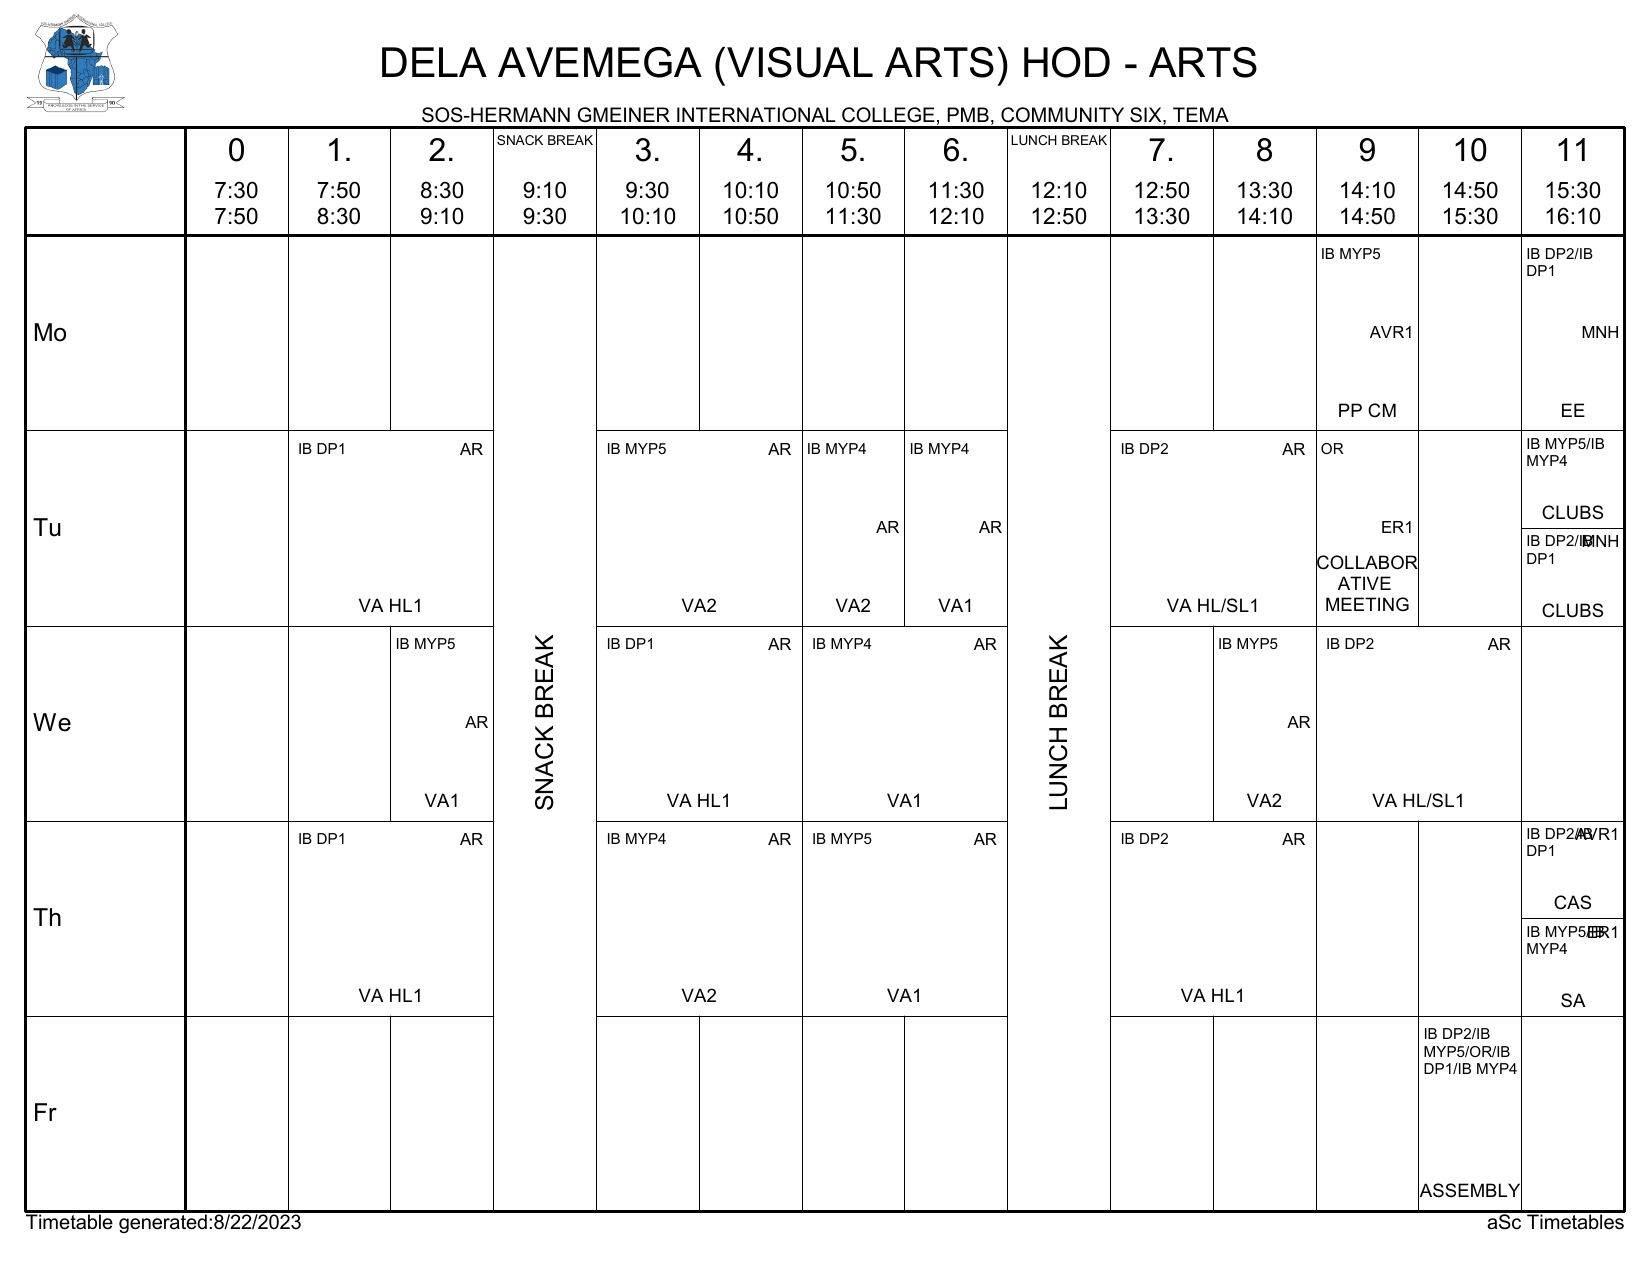 DELA AVEMEGA (VISUAL ARTS) HOD - ARTS
SOS-HERMANN GMEINER INTERNATIONAL COLLEGE, PMB, COMMUNITY SIX, TEMA
19 90
KNOWLEDGE IN THE SERVICE
OF AFRICA
0 1. 2. SNACK BREAK 3. 4. 5. 6. LUNCH BREAK 7. 8 9 10 11
7:30 7:50 8:30 9:10 9:30 10:10 10:50 11:30 12:10 12:50 13:30 14:10 14:50 15:30
7:50 8:30 9:10 9:30 10:10 10:50 11:30 12:10 12:50 13:30 14:10 14:50 15:30 16:10
Mo
IB MYP5
AVR1
PP CM
IB DP2/IB
DP1
MNH
EE
Tu
IB DP1 AR
VA HL1
IB MYP5 AR
VA2
IB MYP4
AR
VA2
IB MYP4
AR
VA1
IB DP2 AR
VA HL/SL1
OR
ER1
COLLABOR
ATIVE
MEETING
IB MYP5/IB
MYP4
CLUBS
IB DP2/IB MNH
DP1
CLUBS
We
IB MYP5
AR
VA1
SNACK BREAK
IB DP1 AR
VA HL1
IB MYP4 AR
VA1
LUNCH BREAK
IB MYP5
AR
VA2
IB DP2 AR
VA HL/SL1
Th
IB DP1 AR
VA HL1
IB MYP4 AR
VA2
IB MYP5 AR
VA1
IB DP2 AR
VA HL1
IB DP2/IB AVR1
DP1
CAS
IB MYP5/IB ER1
MYP4
SA
Fr
IB DP2/IB
MYP5/OR/IB
DP1/IB MYP4
ASSEMBLY
Timetable generated:8/22/2023
aSc Timetables